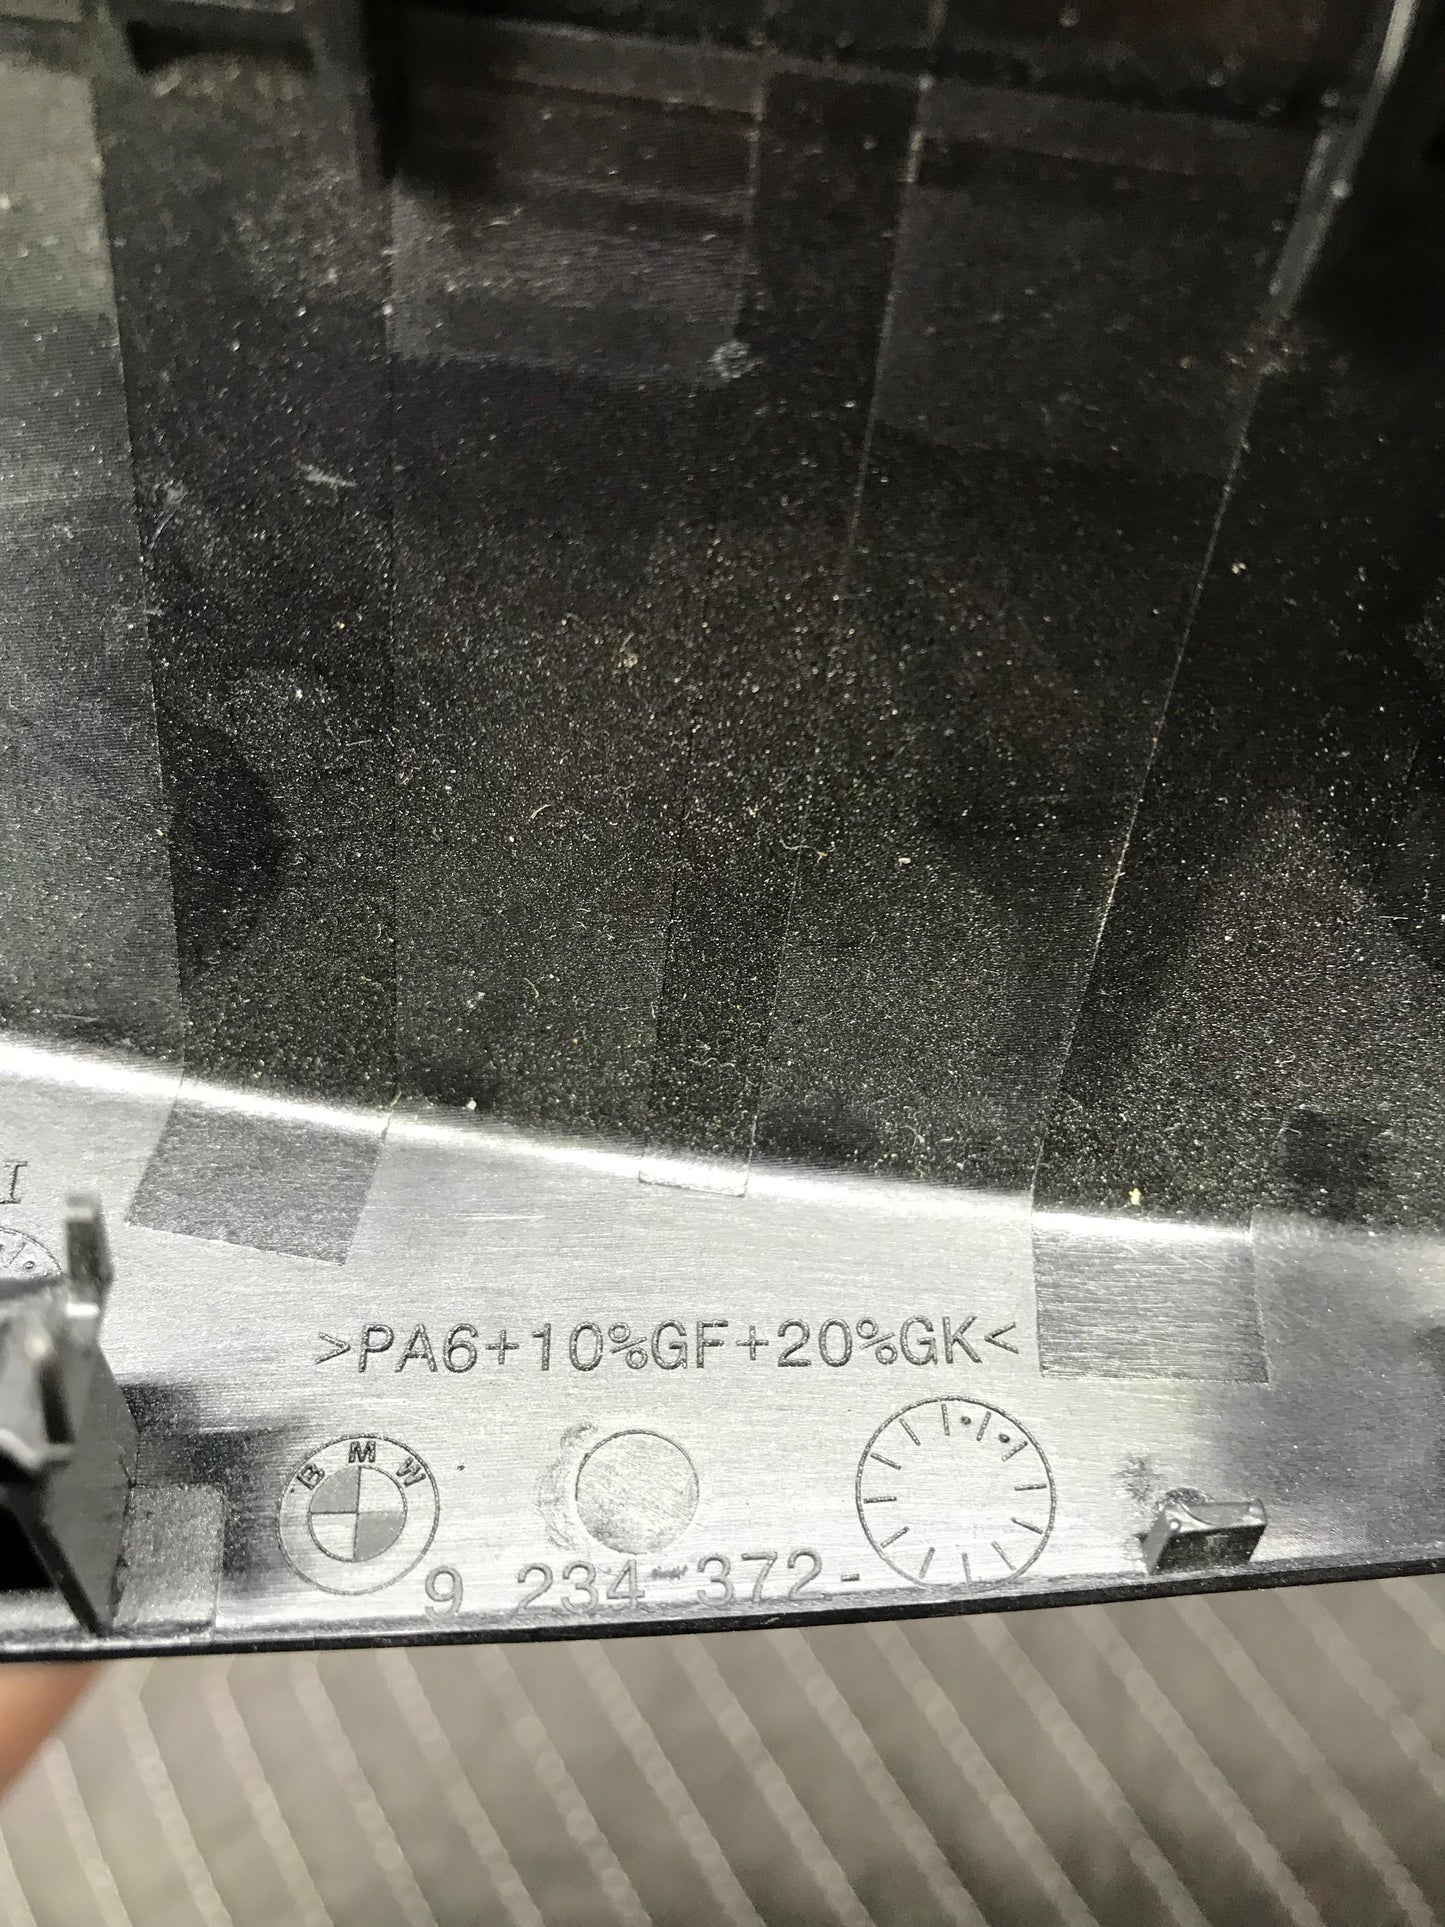 I
>PA6+10%GF+20%GK<
BMW
9 234 372-